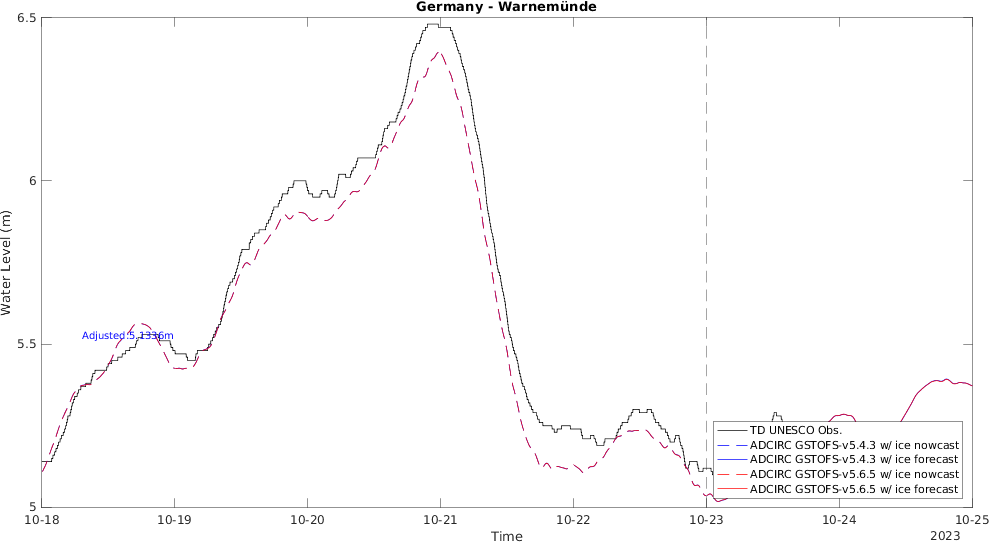 Germany - Warnemünde
6.5
6
5.5
5
Water Level (m)
Adjusted:5.1336m
TD UNESCO Obs.
ADCIRC GSTOFS-v5.4.3 w/ ice nowcast
ADCIRC GSTOFS-v5.4.3 w/ ice forecast
ADCIRC GSTOFS-v5.6.5 w/ ice nowcast
ADCIRC GSTOFS-v5.6.5 w/ ice forecast
10-18 10-19 10-20 10-21 10-22 10-23 10-24 10-25
Time
2023